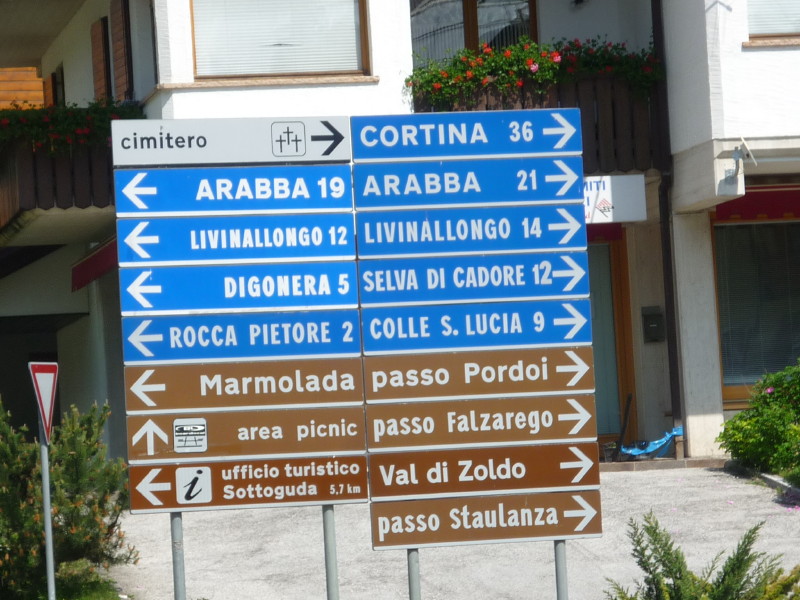 cimitero
ARABBA 19
LIVINALLONGO 12
DIGONERA 5
ROCCA PIETORE 2
Marmolada
area picnic
i
ufficio turistico
Sottoguda 5,7 km
CORTINA 36
ARABBA 21
LIVINALLONGO 14
SELVA DI CADORE 12
COLLE S. LUCIA 9
passo Pordoi
passo Falzarego
Val di Zoldo
passo Staulanza